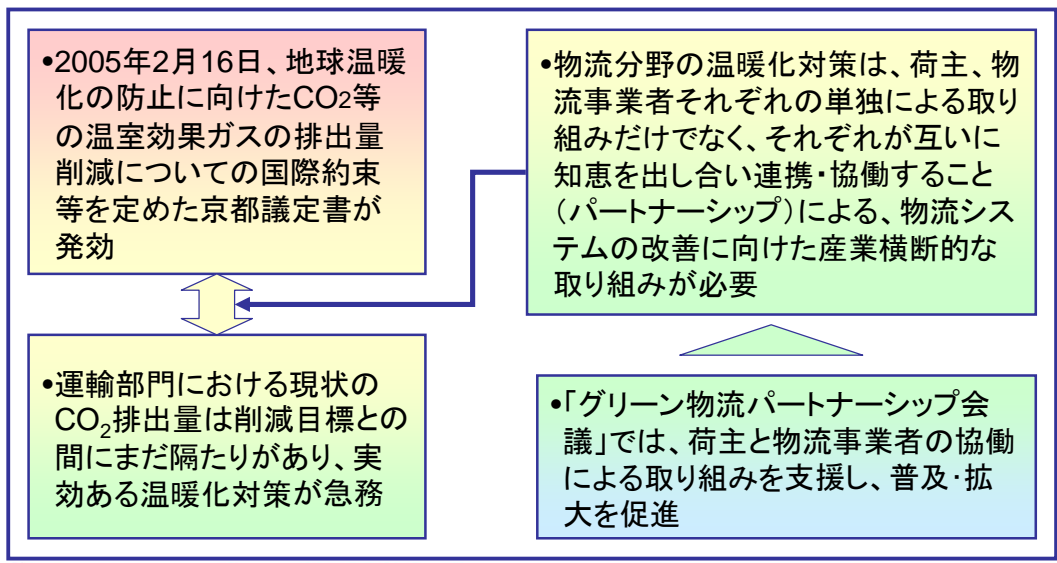 •2005年2月16日、地球温暖
化の防止に向けたCO2等
の温室効果ガスの排出量
削減についての国際約束
等を定めた京都議定書が
発効
•運輸部門における現状の
CO2排出量は削減目標との
間にまだ隔たりがあり、実
効ある温暖化対策が急務
•物流分野の温暖化対策は、荷主、物
流事業者それぞれの単独による取り
組みだけでなく、それぞれが互いに
知恵を出し合い連携・協働すること
（パートナーシップ）による、物流シス
テムの改善に向けた産業横断的な
取り組みが必要
•「グリーン物流パートナーシップ会
議」では、荷主と物流事業者の協働
による取り組みを支援し、普及・拡
大を促進